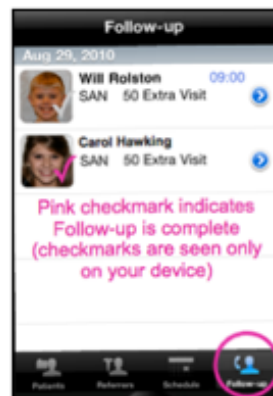 Follow-up
Aug 29, 2010
Will Rolston 09:00
SAN 50 Extra Visit
Carol Hawking
SAN 50 Extra Visit
Pink checkmark indicates
Follow-up is complete
(checkmarks are seen only
on your device)
Patients Referrers Schedule Follow-up